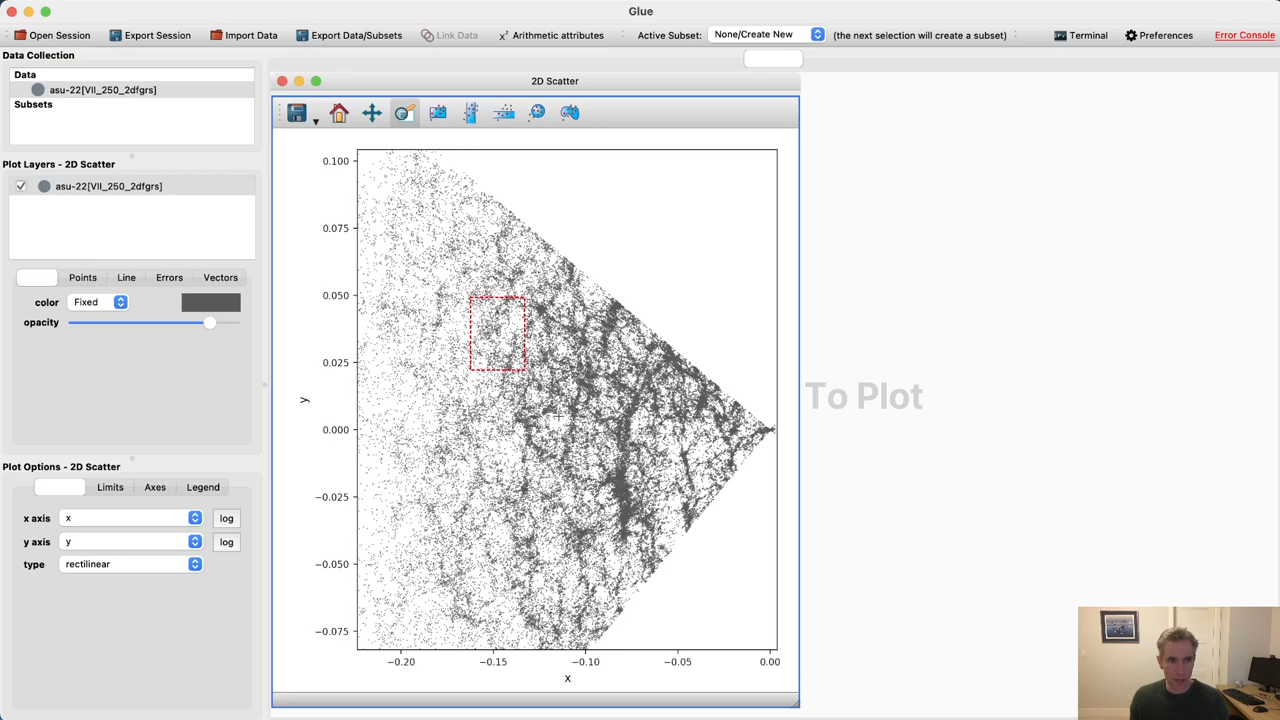 Glue
Open Session Export Session Import Data Export Data/Subsets Link Data Arithmetic attributes Active Subset: None/Create New (the next selection will create a subset) Terminal Preferences Error Console
Data Collection
Data
asu-22[VII_250_2dfgrs]
Subsets
Plot Layers - 2D Scatter
asu-22[VII_250_2dfgrs]
Points Line Errors Vectors
color Fixed
opacity
Plot Options - 2D Scatter
Limits Axes Legend
x axis x log
y axis y log
type rectilinear
2D Scatter
0.100
0.075
0.050
0.025
0.000
−0.025
−0.050
−0.075
y
−0.20 −0.15 −0.10 −0.05 0.00
x
To Plot